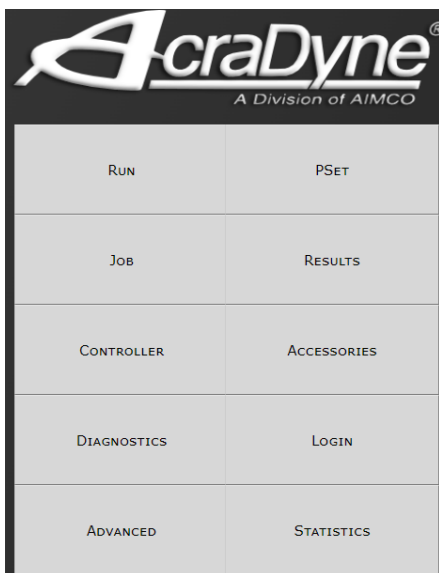 AcraDyne®
A Division of AIMCO
RUN PSET
JOB RESULTS
CONTROLLER ACCESSORIES
DIAGNOSTICS LOGIN
ADVANCED STATISTICS